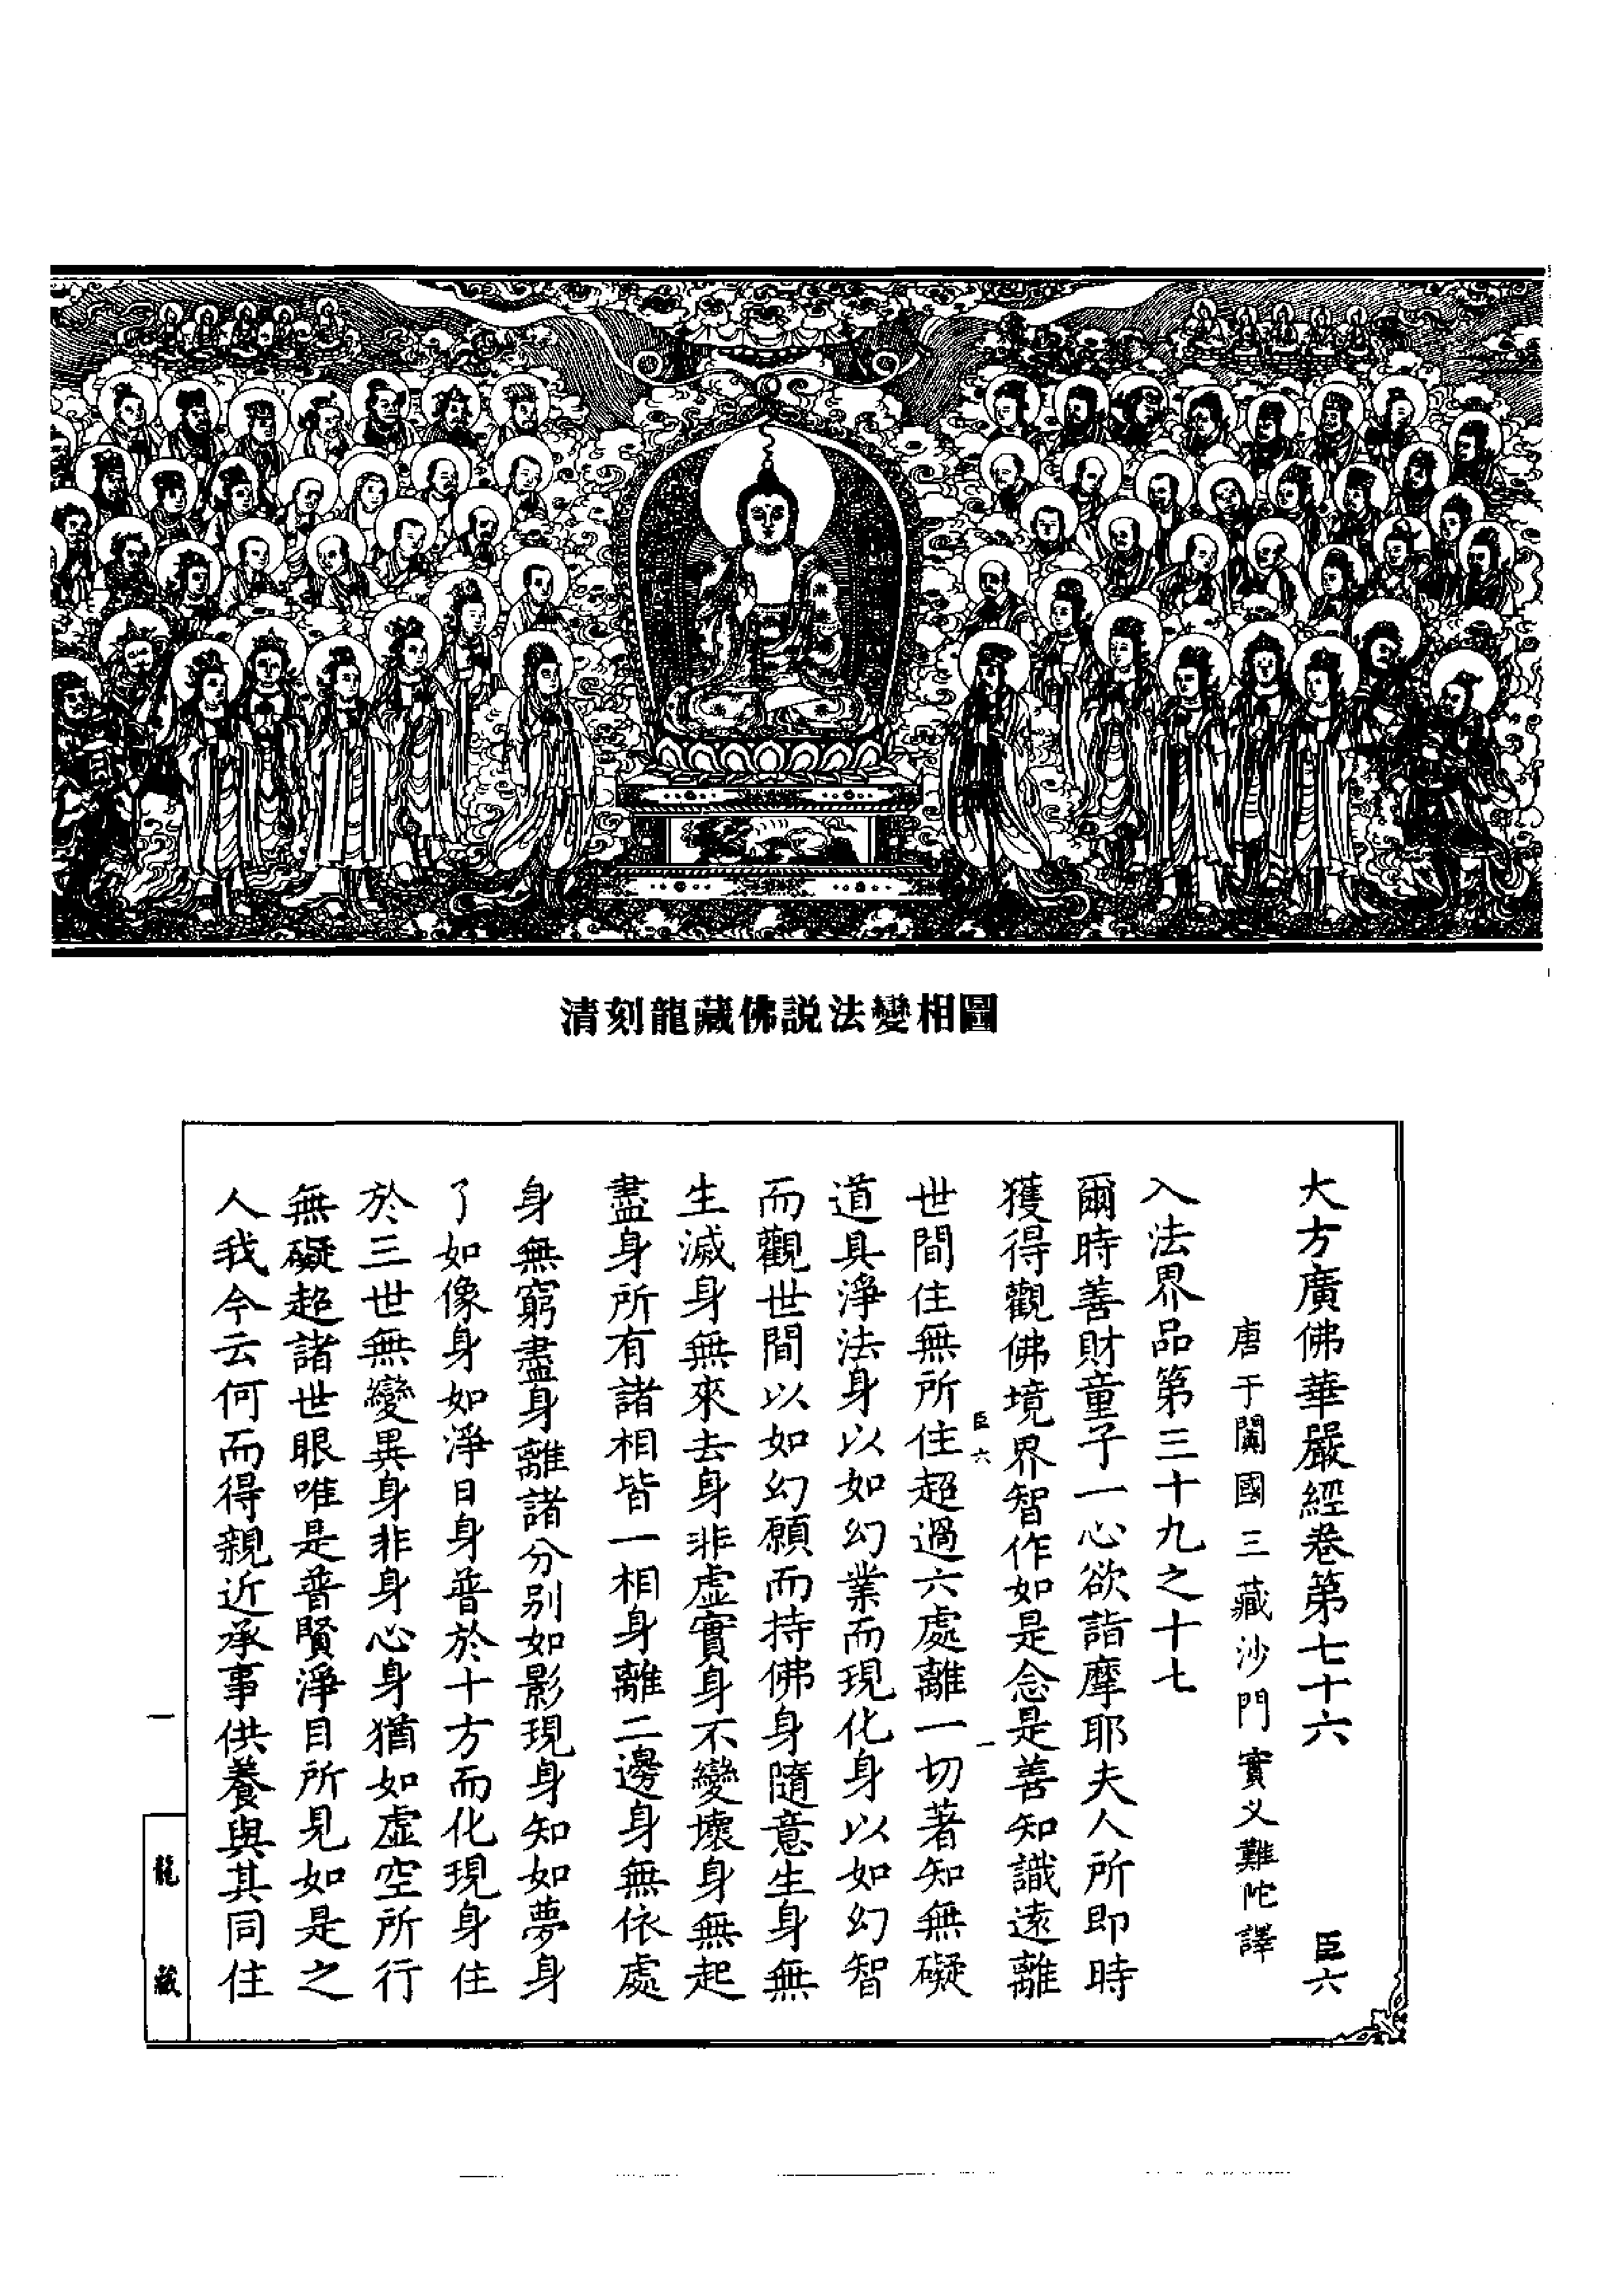 清刻龍藏佛説法變相圖
大方廣佛華嚴經卷第七十六 臣六
唐于闐國三藏沙門實叉難陀譯
入法界品第三十九之十七
爾時善財童子一心欲詣摩耶夫人所即時
獲得觀佛境界智作如是念是善知識遠離
臣六 一
世間住無所住超過六處離一切著知無礙
道具淨法身以如幻業而現化身以如幻智
而觀世間以如幻願而持佛身隨意生身無
生滅身無來去身非虛實身不變壞身無起
盡身所有諸相皆一相身離二邊身無依處
身無窮盡身離諸分别如影現身知如夢身
了如像身如淨日身普於十方而化現身住
於三世無變異身非身心身猶如虛空所行
無礙超諸世眼唯是普賢淨目所見如是之
人我今云何而得親近承事供養與其同住
一
龍藏